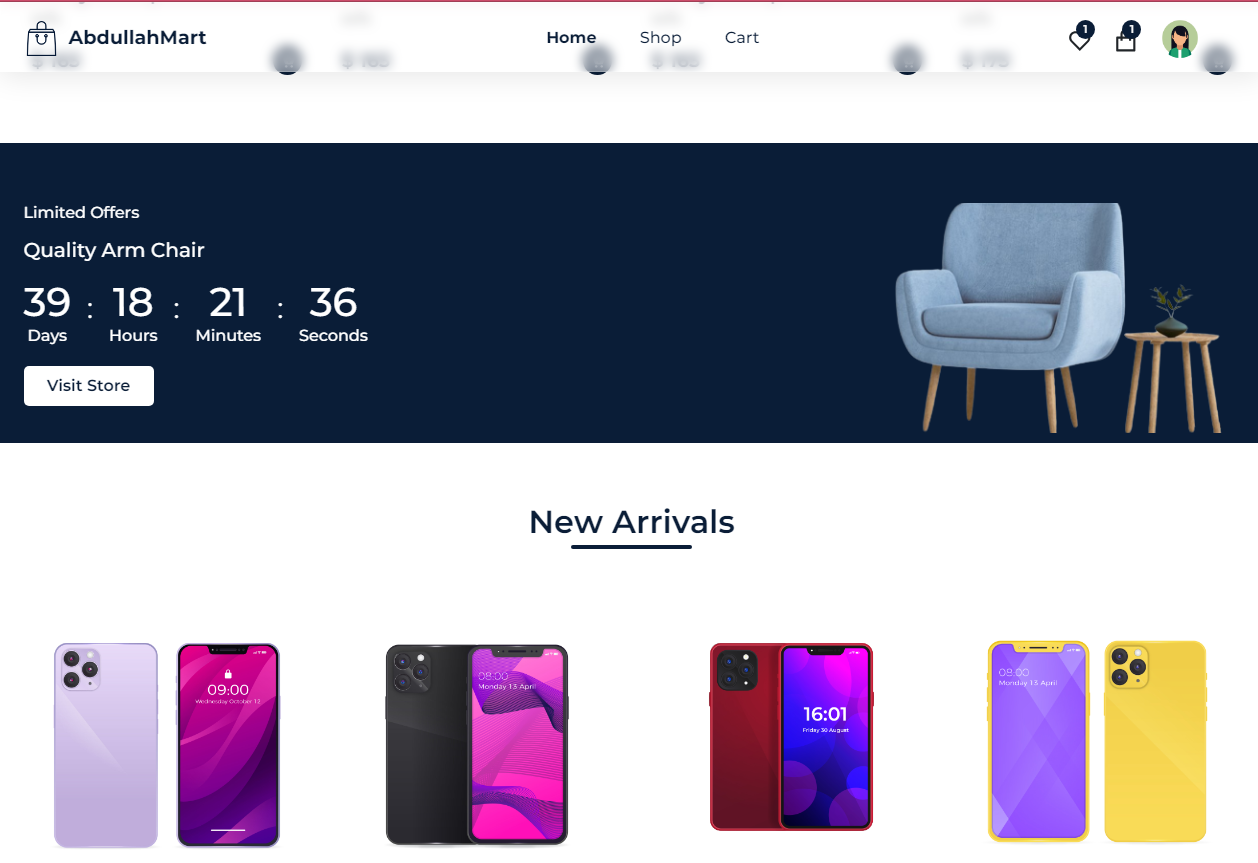 AbdullahMart
Home
Shop
Cart
1
1
Limited Offers
Quality Arm Chair
39 : 18 : 21 : 36
Days Hours Minutes Seconds
Visit Store
New Arrivals
09:00
Wednesday October 12
08:00
Monday 13 April
16:01
Friday 30 August
08:00
Monday 13 April